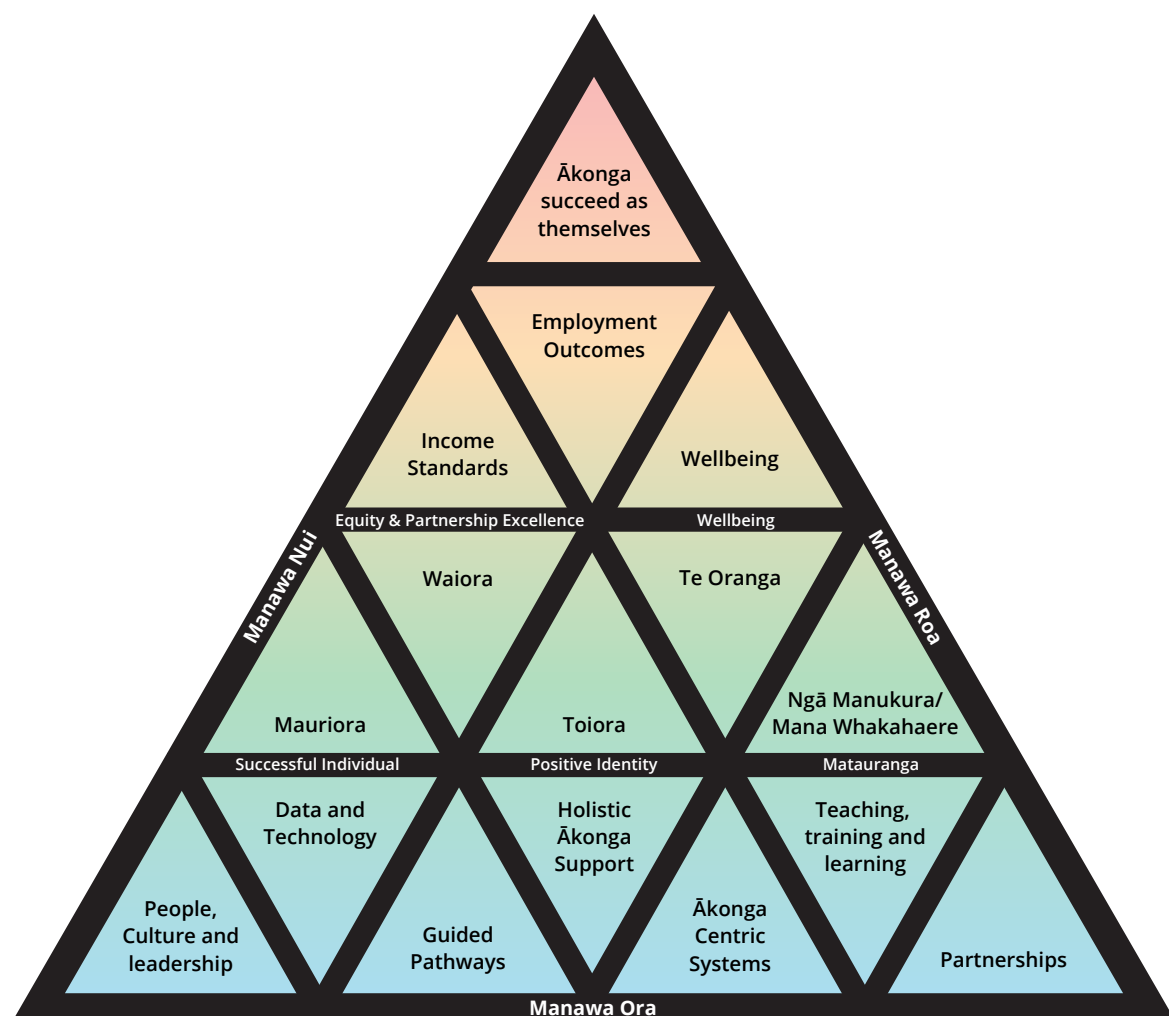 Ākonga
succeed as
themselves
Employment
Outcomes
Income
Standards
Wellbeing
Equity & Partnership Excellence
Wellbeing
Manawa Nui
Manawa Roa
Waiora
Te Oranga
Mauriora
Toiora
Ngā Manukura/
Mana Whakahaere
Successful Individual
Positive Identity
Matauranga
Data and
Technology
Holistic
Ākonga
Support
Teaching,
training and
learning
People,
Culture and
leadership
Guided
Pathways
Ākonga
Centric
Systems
Partnerships
Manawa Ora